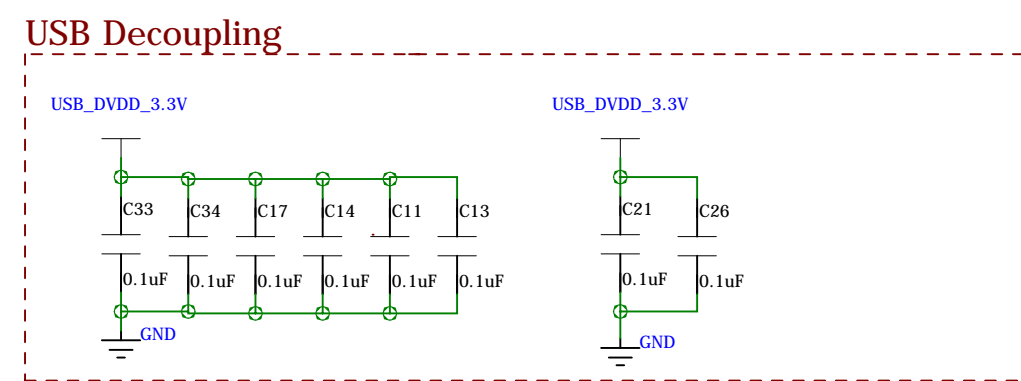 USB Decoupling
USB_DVDD_3.3V USB_DVDD_3.3V
C33 C34 C17 C14 C11 C13 C21 C26
0.1uF 0.1uF 0.1uF 0.1uF 0.1uF 0.1uF 0.1uF 0.1uF
GND GND